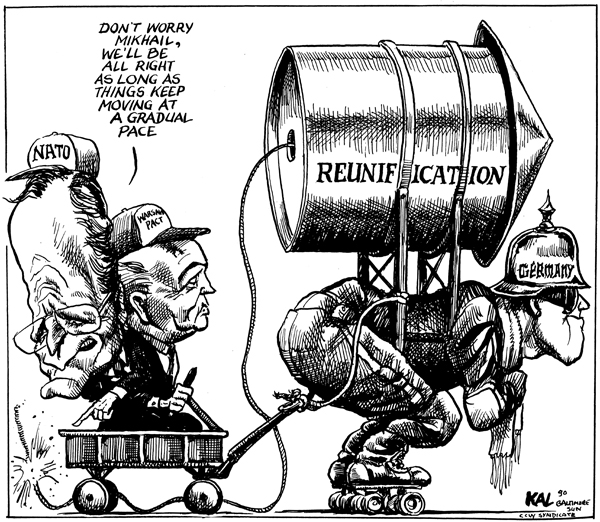 DON'T WORRY
MIKHAIL,
WE'LL BE
ALL RIGHT
AS LONG AS
THINGS KEEP
MOVING AT
A GRADUAL
PACE
NATO
WARSAW
PACT
REUNIFICATION
GERMANY
KAL
90
BALTIMORE
SUN
CCW SYNDICATE